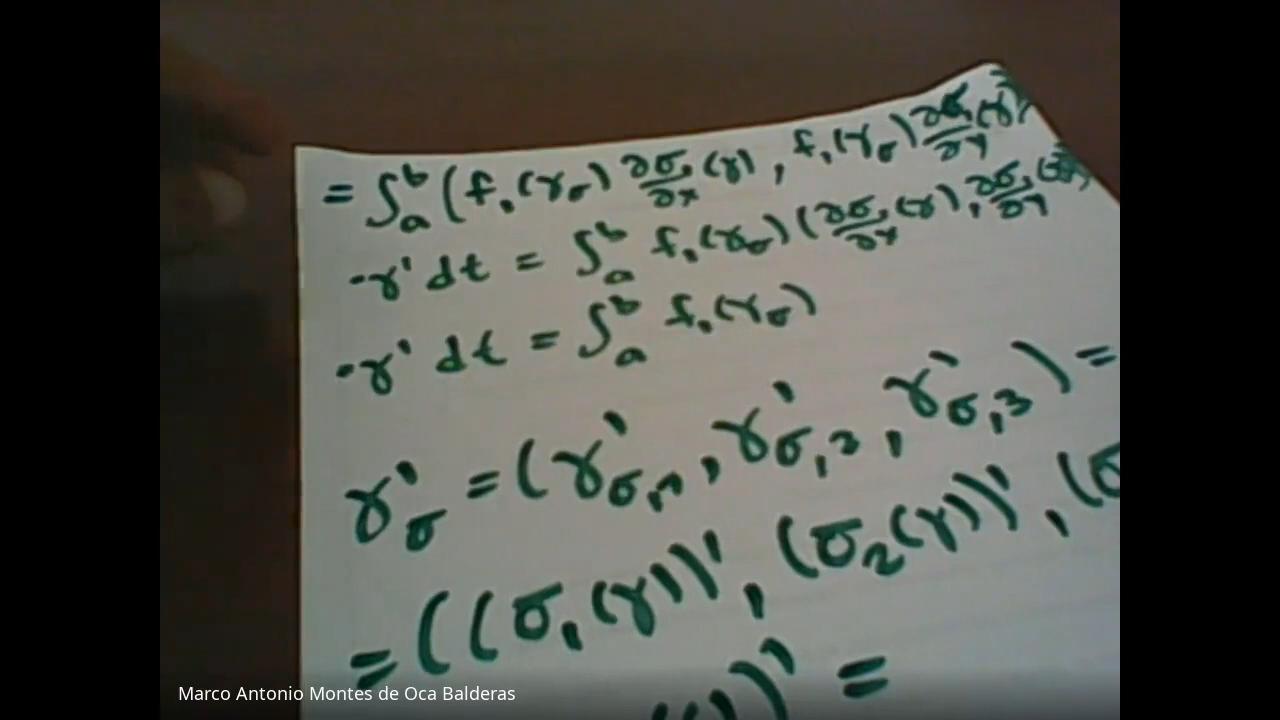 = ∫ₐᵇ (f₁(γσ) ∂σ₁/∂x (γ), f₁(γσ) ∂σ₁/∂y (γ)
·γ' dt = ∫ₐᵇ f₁(γσ) (∂σ₁/∂x (γ), ∂σ₁/∂y
·γ' dt = ∫ₐᵇ f₁(γσ)
γ'σ = (γ'σ,1, γ'σ,2, γ'σ,3) =
= ((σ₁(γ))', (σ₂(γ))', (σ
)' =
Marco Antonio Montes de Oca Balderas